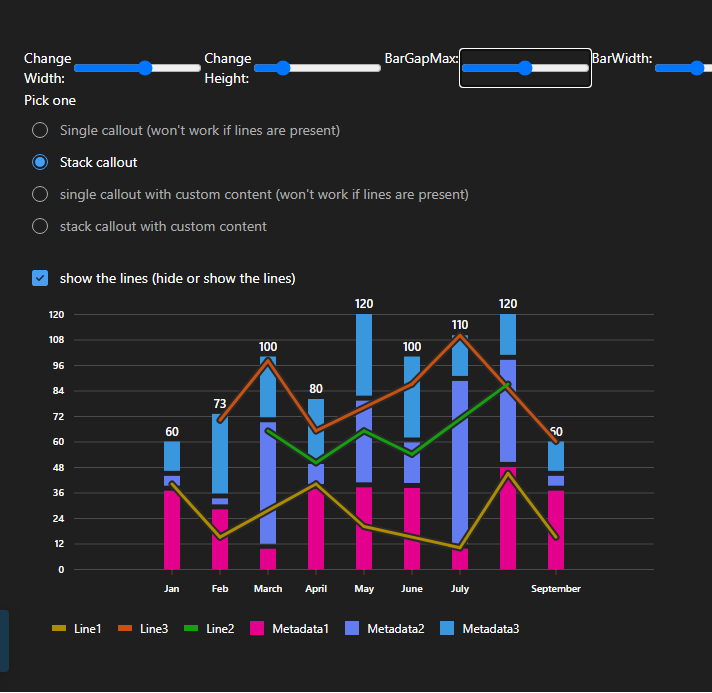 Change Width:
Change Height:
BarGapMax:
BarWidth:
Pick one
Single callout (won't work if lines are present)
Stack callout
single callout with custom content (won't work if lines are present)
stack callout with custom content
show the lines (hide or show the lines)
120
108
96
84
72
60
48
36
24
12
0
60
73
100
80
120
100
110
120
60
Jan Feb March April May June July September
Line1 Line3 Line2 Metadata1 Metadata2 Metadata3